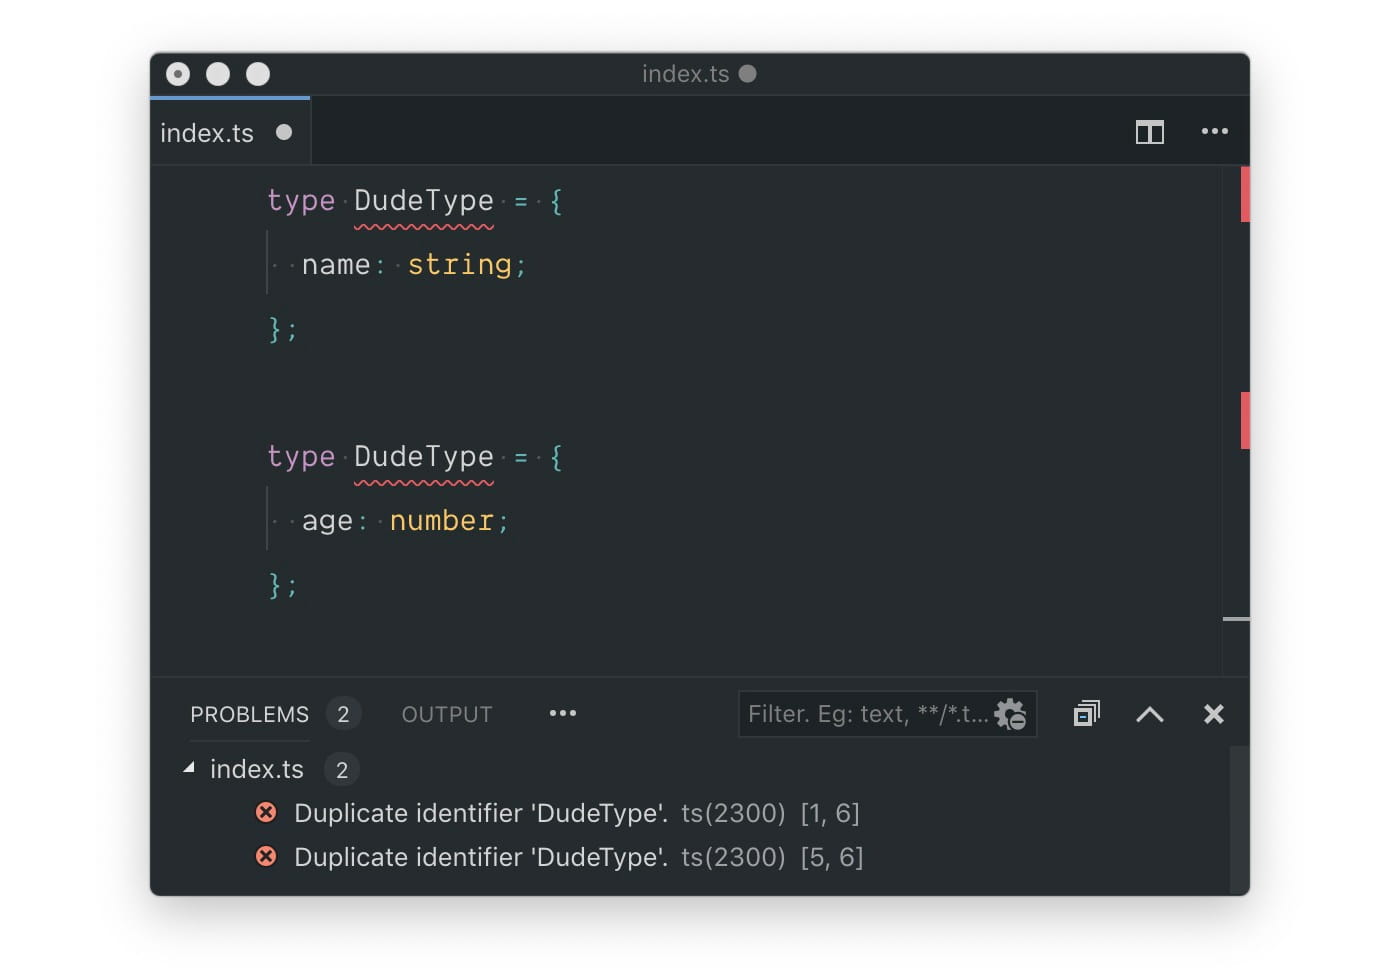 index.ts
index.ts
type DudeType = {
name: string;
};
type DudeType = {
age: number;
};
PROBLEMS 2 OUTPUT ••• Filter. Eg: text, **/*.t...
index.ts 2
Duplicate identifier 'DudeType'. ts(2300) [1, 6]
Duplicate identifier 'DudeType'. ts(2300) [5, 6]